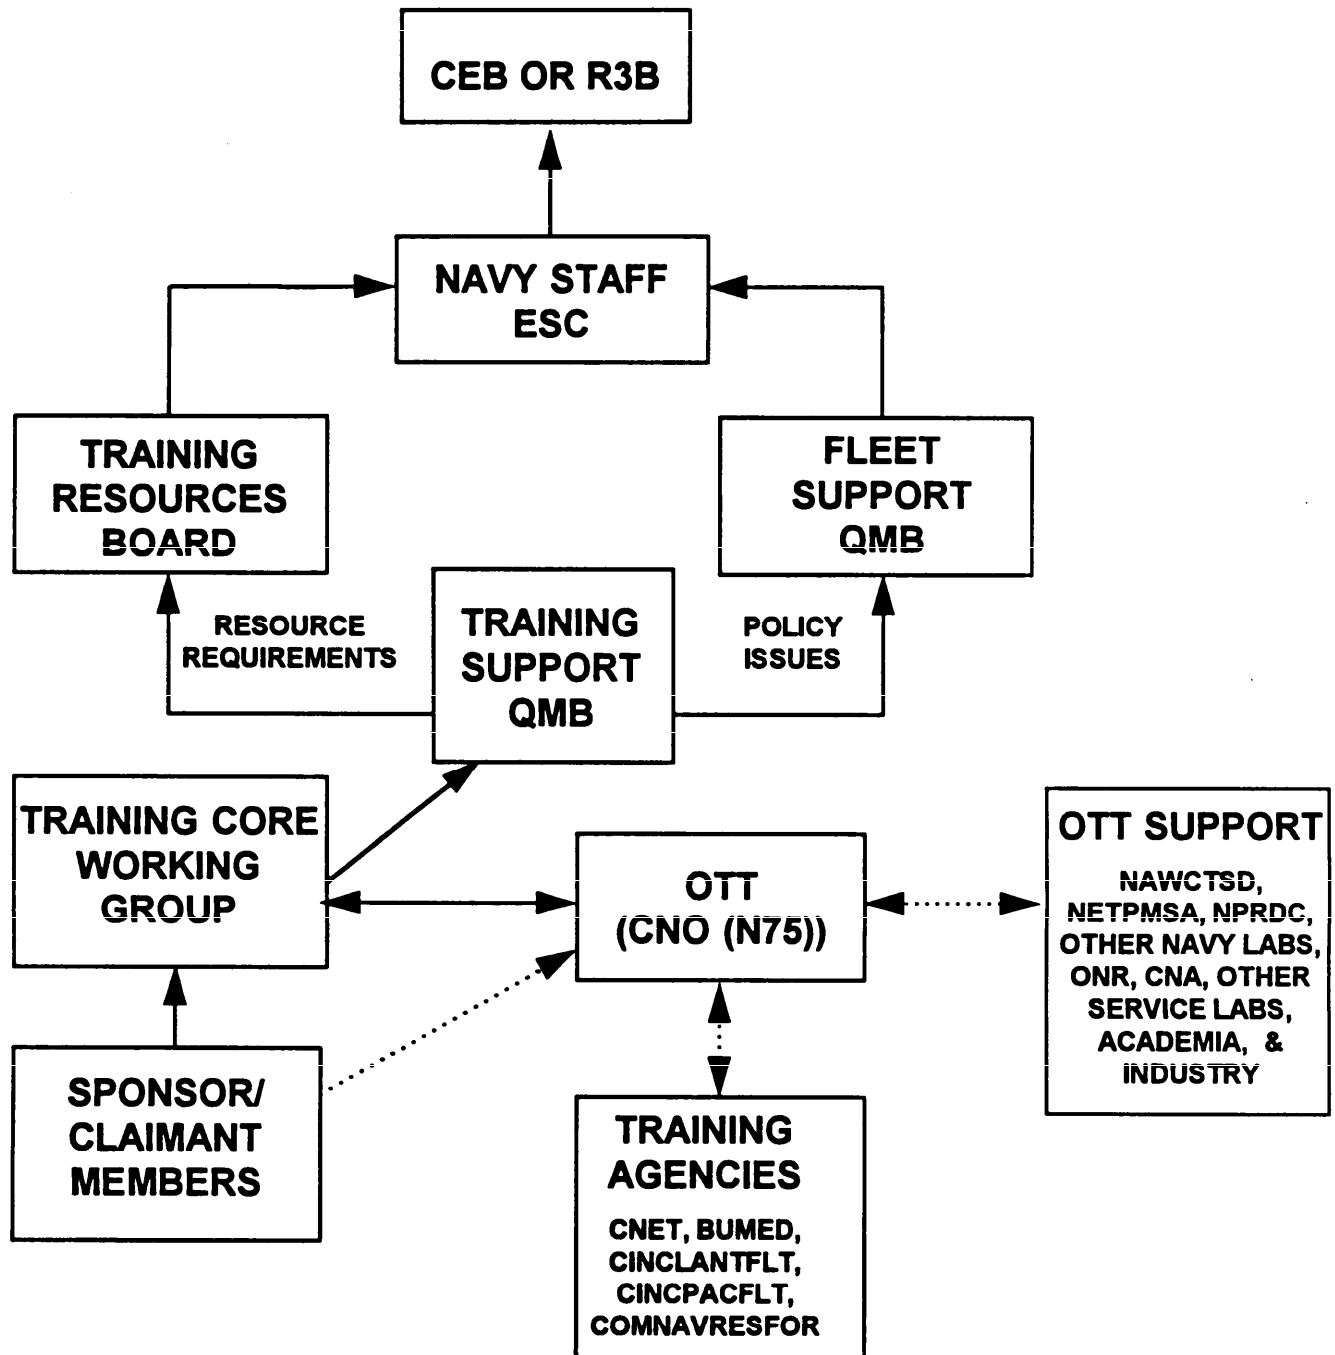 CEB OR R3B
NAVY STAFF
ESC
TRAINING
RESOURCES
BOARD
FLEET
SUPPORT
QMB
RESOURCE
REQUIREMENTS
TRAINING
SUPPORT
QMB
POLICY
ISSUES
TRAINING CORE
WORKING
GROUP
OTT
(CNO (N75))
OTT SUPPORT
NAWCTSD,
NETPMSA, NPRDC,
OTHER NAVY LABS,
ONR, CNA, OTHER
SERVICE LABS,
ACADEMIA, &
INDUSTRY
SPONSOR/
CLAIMANT
MEMBERS
TRAINING
AGENCIES
CNET, BUMED,
CINCLANTFLT,
CINCPACFLT,
COMNAVRESFOR